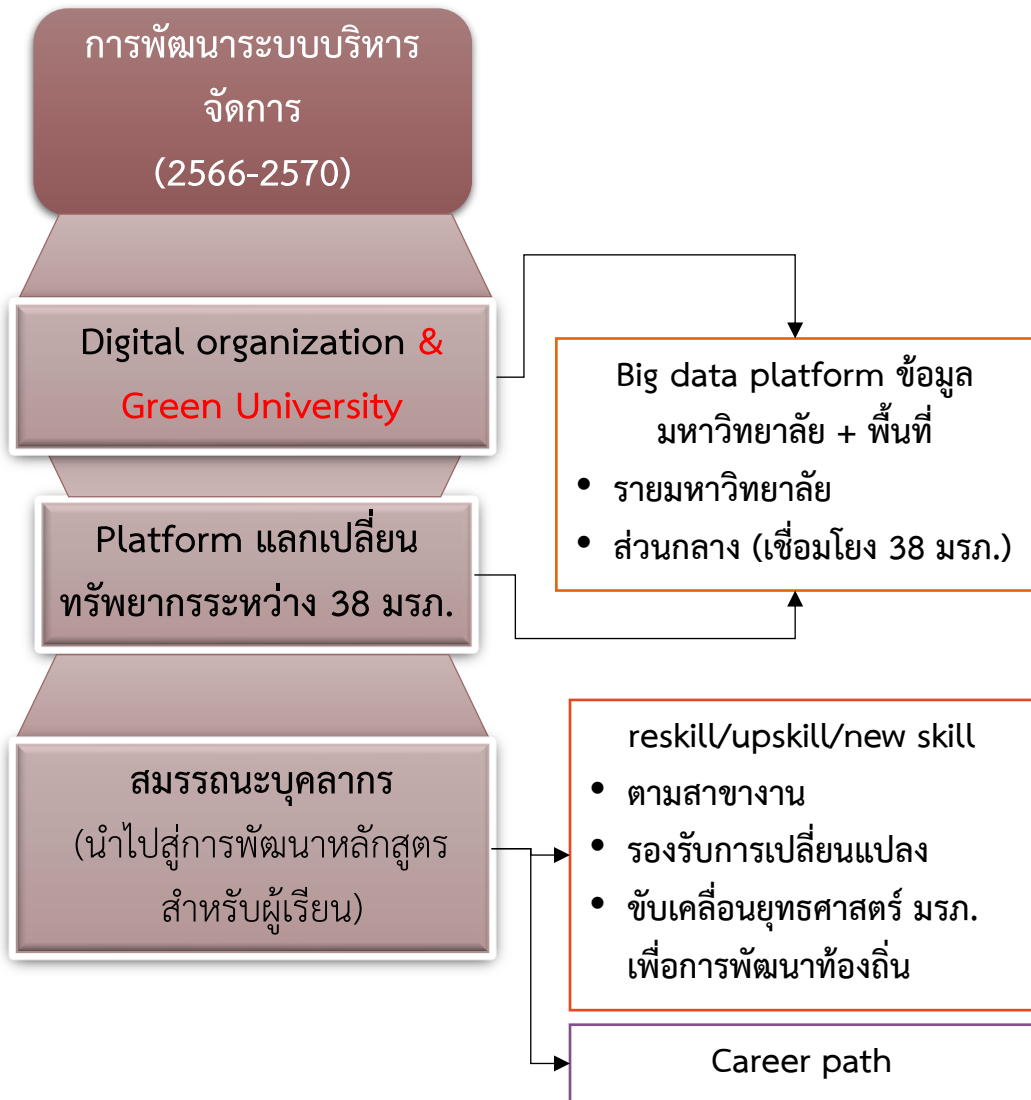 การพัฒนาระบบบริหาร
จัดการ
(2566-2570)
Digital organization &
Green University
Platform แลกเปลี่ยน
ทรัพยากรระหว่าง 38 มรภ.
สมรรถนะบุคลากร
(นำไปสู่การพัฒนาหลักสูตร
สำหรับผู้เรียน)
Big data platform ข้อมูล
มหาวิทยาลัย + พื้นที่
• รายมหาวิทยาลัย
• ส่วนกลาง (เชื่อมโยง 38 มรภ.)
reskill/upskill/new skill
• ตามสาขางาน
• รองรับการเปลี่ยนแปลง
• ขับเคลื่อนยุทธศาสตร์ มรภ.
เพื่อการพัฒนาท้องถิ่น
Career path